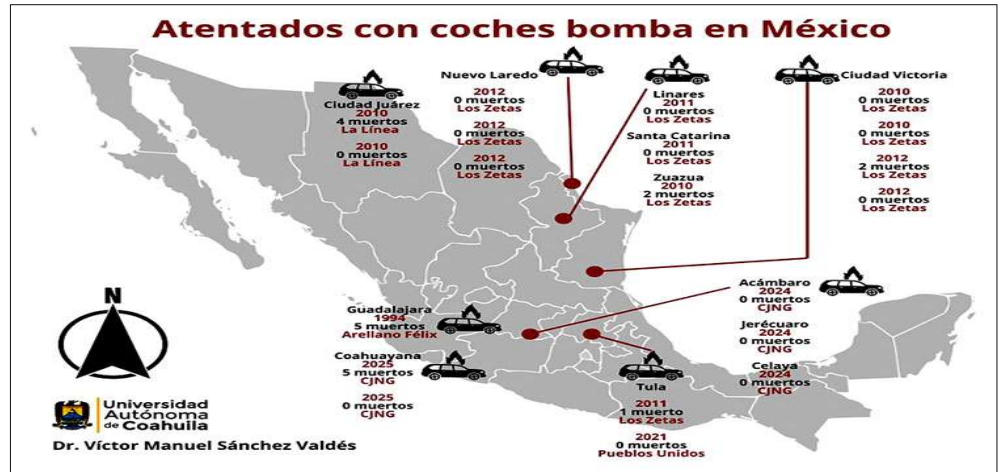 Atentados con coches bomba en México
Ciudad Juárez
2010
4 muertos
La Línea
2010
0 muertos
La Línea
Nuevo Laredo
2012
0 muertos
Los Zetas
2012
0 muertos
Los Zetas
2012
0 muertos
Los Zetas
Linares
2011
0 muertos
Los Zetas
Santa Catarina
2011
0 muertos
Los Zetas
Zuazua
2010
2 muertos
Los Zetas
Ciudad Victoria
2010
0 muertos
Los Zetas
2010
0 muertos
Los Zetas
2012
2 muertos
Los Zetas
2012
0 muertos
Los Zetas
Guadalajara
1994
5 muertos
Arellano Félix
Coahuayana
2025
5 muertos
CJNG
2025
0 muertos
CJNG
Tula
2011
1 muerto
Los Zetas
2021
0 muertos
Pueblos Unidos
Acámbaro
2024
0 muertos
CJNG
Jerécuaro
2024
0 muertos
CJNG
Celaya
2024
0 muertos
CJNG
N
Universidad
Autónoma
de Coahuila
Dr. Víctor Manuel Sánchez Valdés